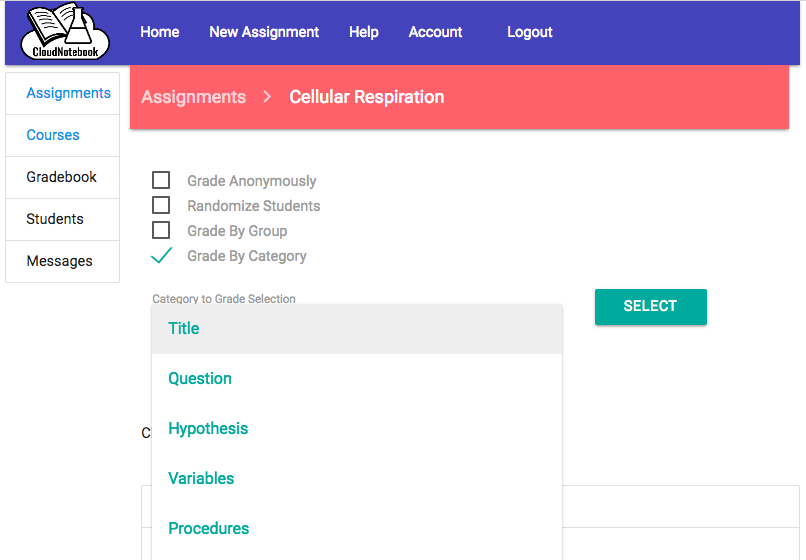 CloudNotebook
Home New Assignment Help Account Logout
Assignments
Courses
Gradebook
Students
Messages
Assignments > Cellular Respiration
Grade Anonymously
Randomize Students
Grade By Group
Grade By Category
Category to Grade Selection
SELECT
Title
Question
Hypothesis
Variables
Procedures